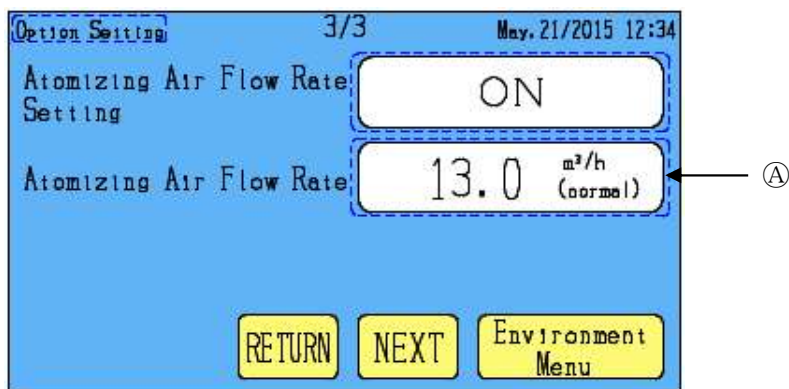 Option Setting 3/3 May. 21/2015 12:34
Atomizing Air Flow Rate
Setting
ON
Atomizing Air Flow Rate
13.0 m³/h
(normal)
Ⓐ
RETURN NEXT Environment
Menu